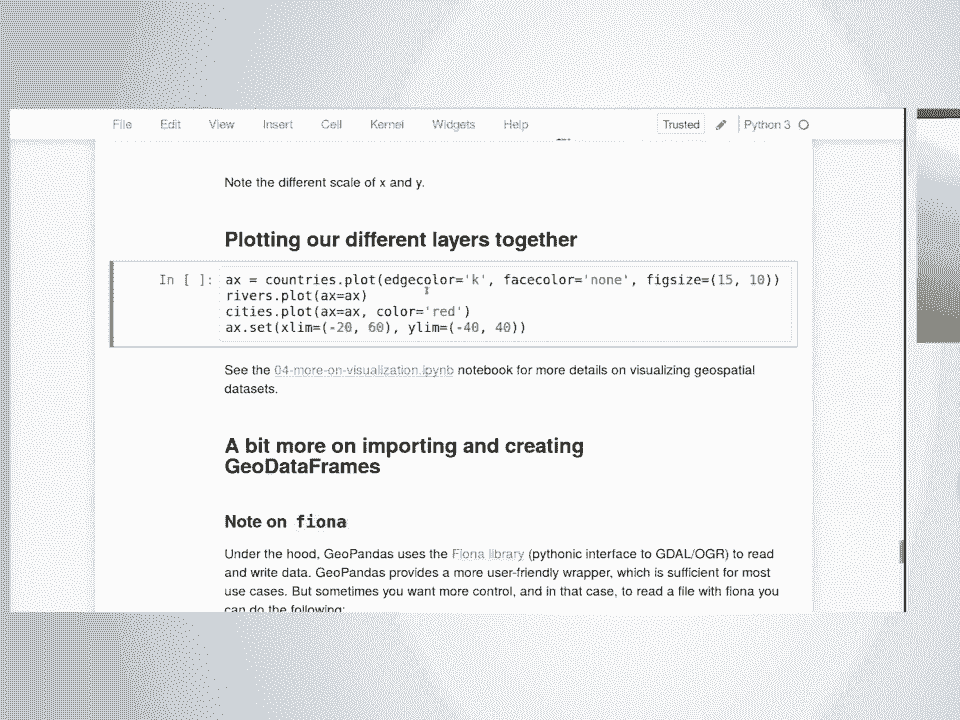 File Edit View Insert Cell Kernel Widgets Help Trusted Python 3
Note the different scale of x and y.
Plotting our different layers together
In [ ]: ax = countries.plot(edgecolor='k', facecolor='none', figsize=(15, 10))
rivers.plot(ax=ax)
cities.plot(ax=ax, color='red')
ax.set(xlim=(-20, 60), ylim=(-40, 40))
See the 04-more-on-visualization.ipynb notebook for more details on visualizing geospatial
datasets.
A bit more on importing and creating
GeoDataFrames
Note on fiona
Under the hood, GeoPandas uses the Fiona library (pythonic interface to GDAL/OGR) to read
and write data. GeoPandas provides a more user-friendly wrapper, which is sufficient for most
use cases. But sometimes you want more control, and in that case, to read a file with fiona you
can do the following: